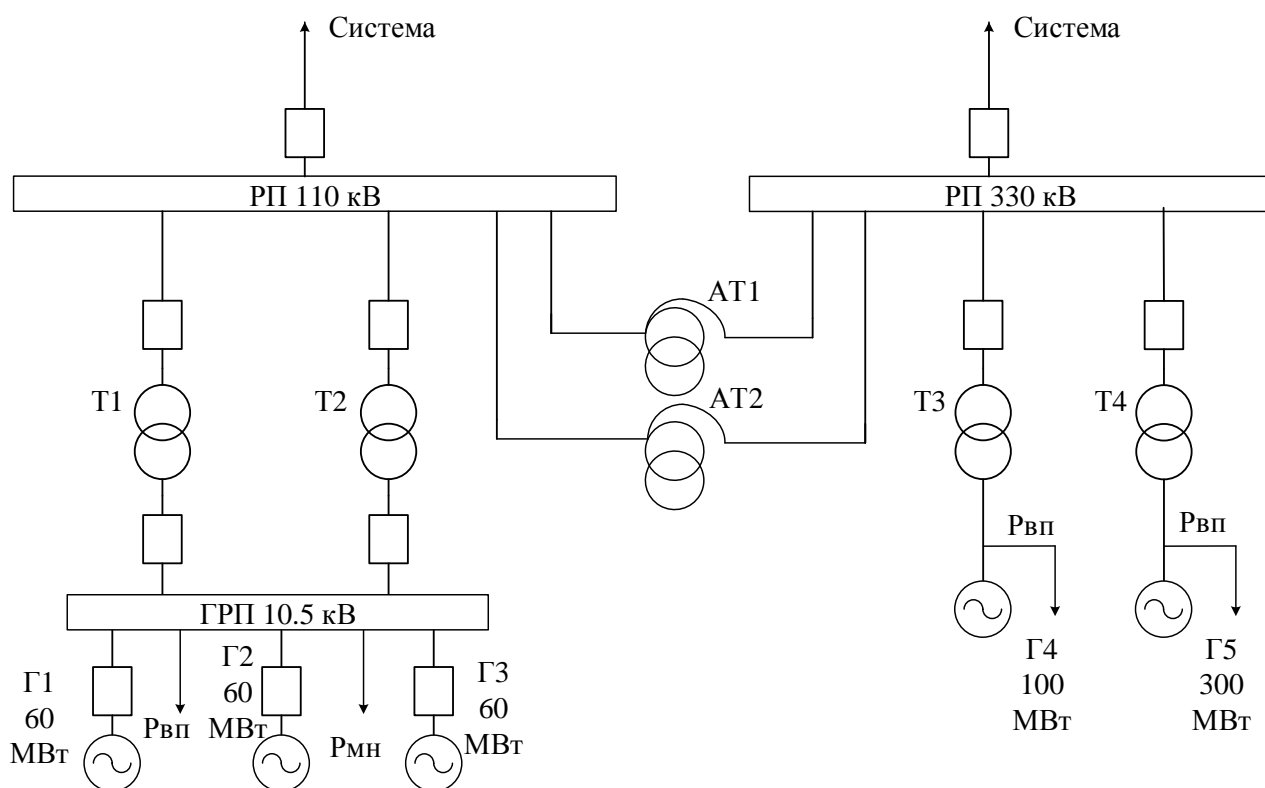 Система
Система
РП 110 кВ
РП 330 кВ
АТ1
Т1
Т2
АТ2
Т3
Т4
Рвп
Рвп
ГРП 10.5 кВ
Г1
60
МВт
Рвп
Г2
60
МВт
Рмн
Г3
60
МВт
Г4
100
МВт
Г5
300
МВт